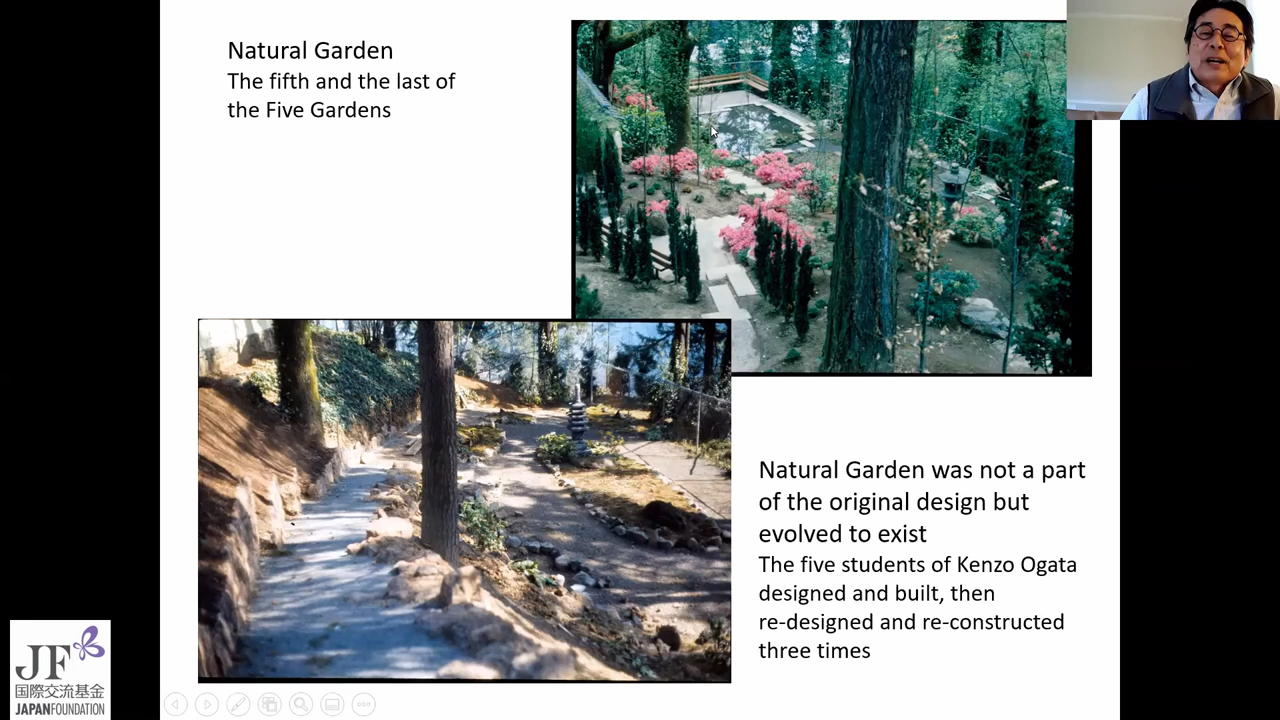 Natural Garden
The fifth and the last of
the Five Gardens
Natural Garden was not a part
of the original design but
evolved to exist
The five students of Kenzo Ogata
designed and built, then
re-designed and re-constructed
three times
JF
国際交流基金
JAPANFOUNDATION